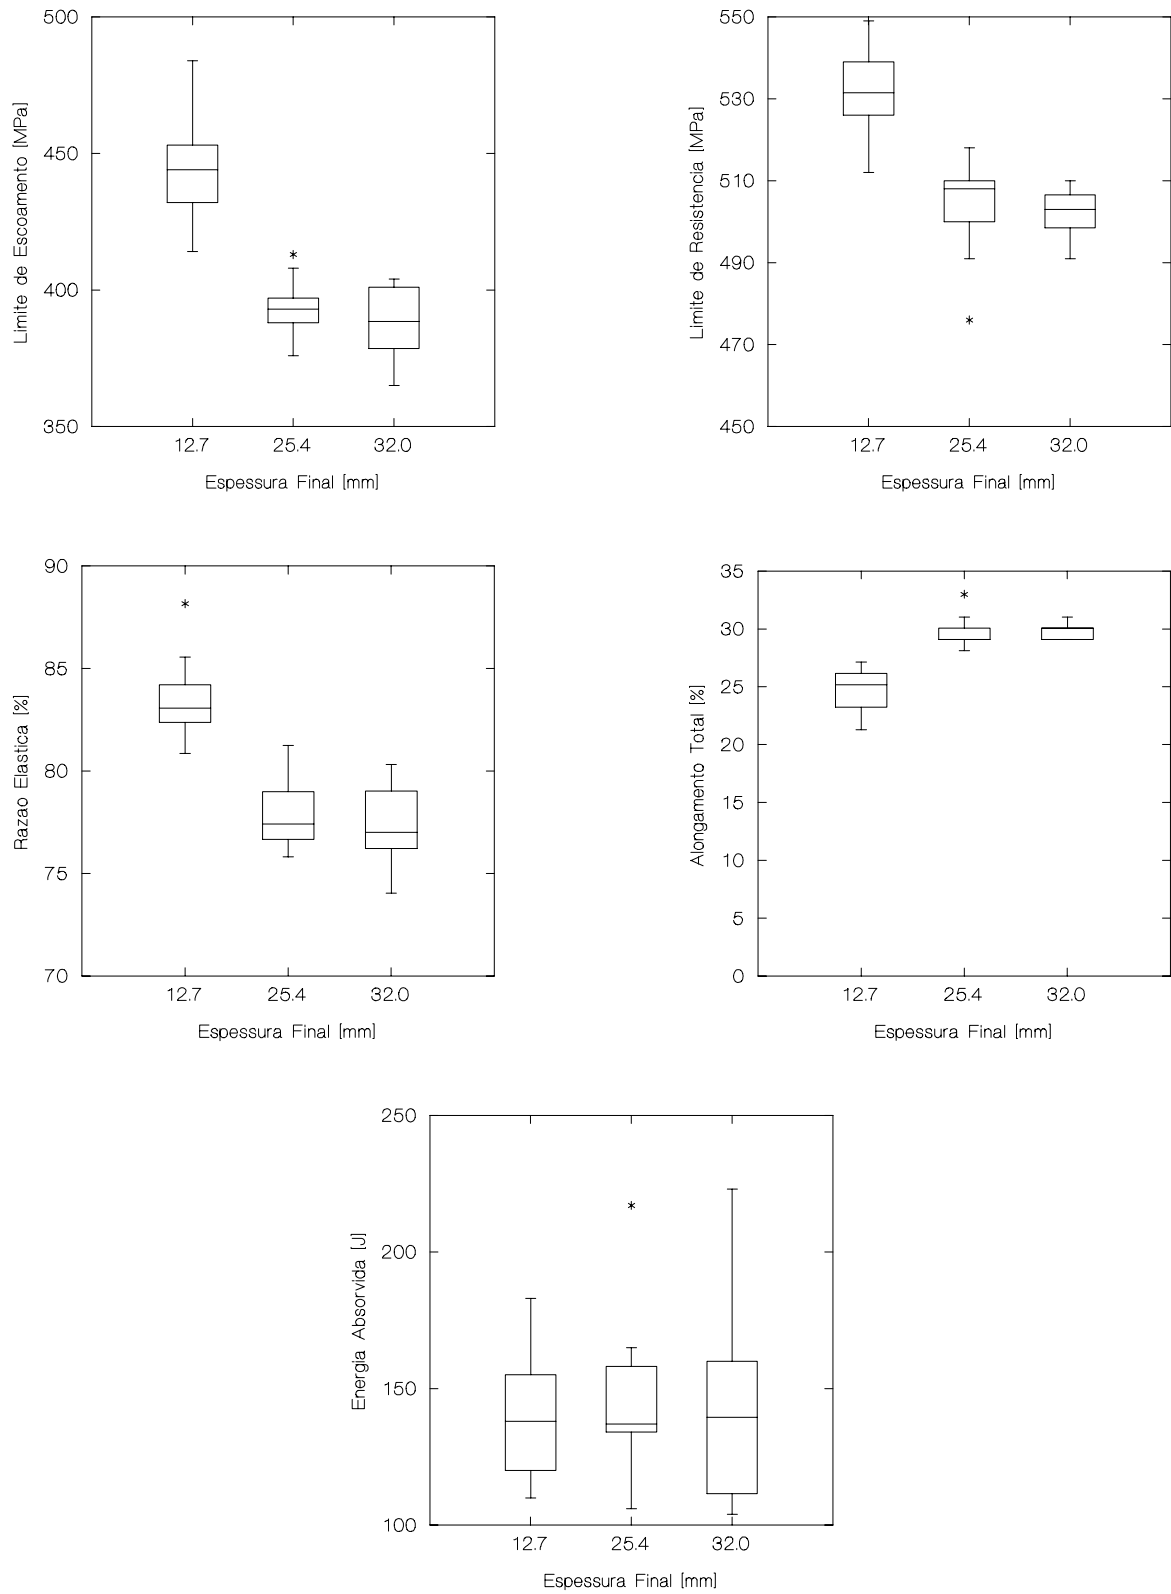 500
450
400
350
Limite de Escoamento [MPa]
12.7 25.4 32.0
Espessura Final [mm]
550
530
510
490
470
450
Limite de Resistencia [MPa]
12.7 25.4 32.0
Espessura Final [mm]
90
85
80
75
70
Razao Elastica [%]
12.7 25.4 32.0
Espessura Final [mm]
35
30
25
20
15
10
5
0
Alongamento Total [%]
12.7 25.4 32.0
Espessura Final [mm]
250
200
150
100
Energia Absorvida [J]
12.7 25.4 32.0
Espessura Final [mm]